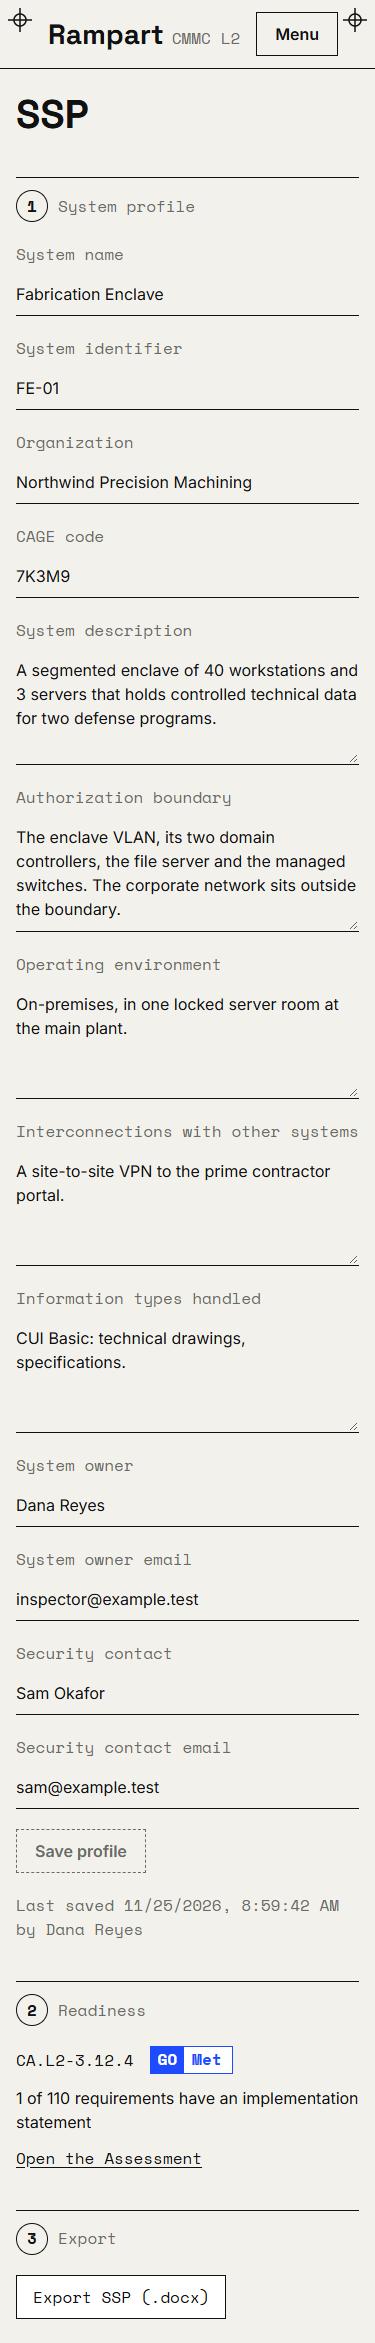 Rampart CMMC L2 Menu
SSP
1 System profile
System name
Fabrication Enclave
System identifier
FE-01
Organization
Northwind Precision Machining
CAGE code
7K3M9
System description
A segmented enclave of 40 workstations and
3 servers that holds controlled technical data
for two defense programs.
Authorization boundary
The enclave VLAN, its two domain
controllers, the file server and the managed
switches. The corporate network sits outside
the boundary.
Operating environment
On-premises, in one locked server room at
the main plant.
Interconnections with other systems
A site-to-site VPN to the prime contractor
portal.
Information types handled
CUI Basic: technical drawings,
specifications.
System owner
Dana Reyes
System owner email
inspector@example.test
Security contact
Sam Okafor
Security contact email
sam@example.test
Save profile
Last saved 11/25/2026, 8:59:42 AM
by Dana Reyes
2 Readiness
CA.L2-3.12.4 GO Met
1 of 110 requirements have an implementation
statement
Open the Assessment
3 Export
Export SSP (.docx)